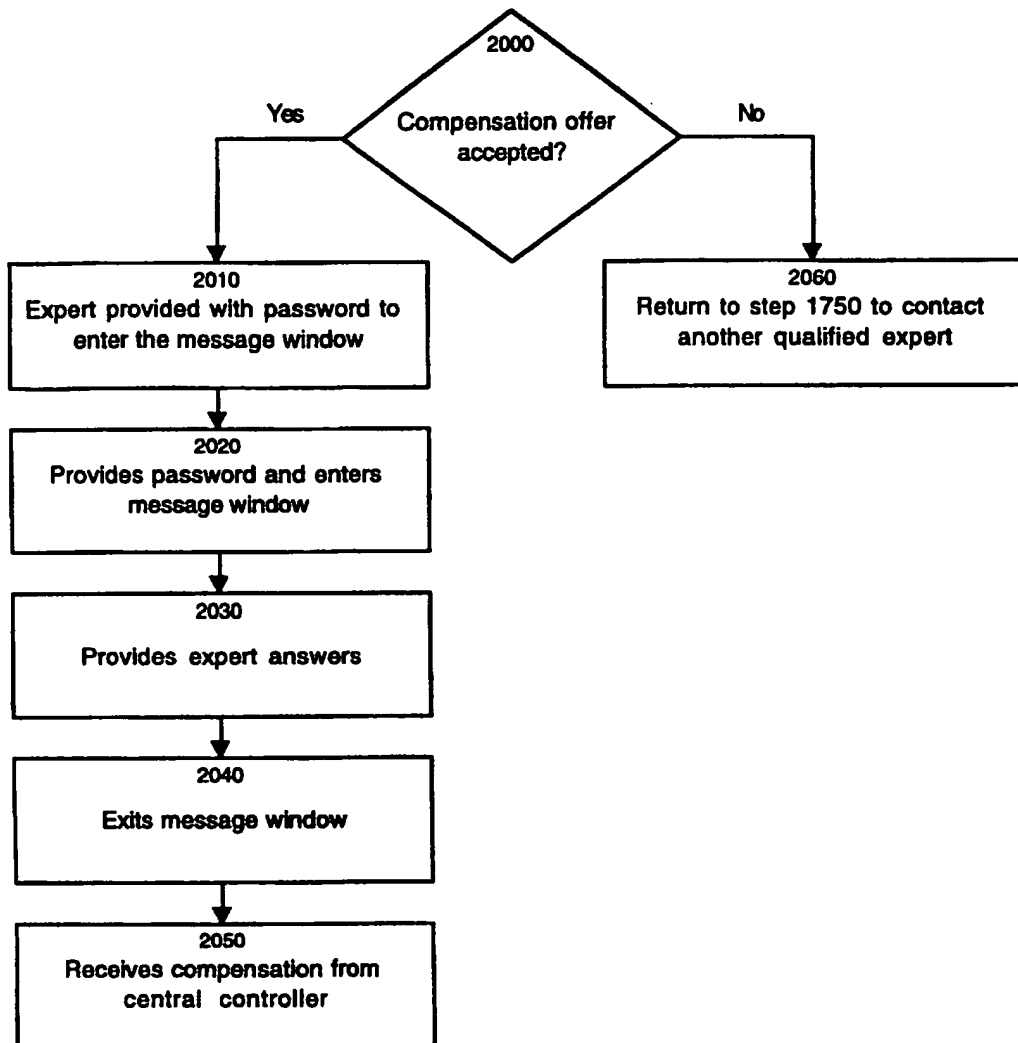 2000
Compensation offer
accepted?
Yes
No
2010
Expert provided with password to
enter the message window
2060
Return to step 1750 to contact
another qualified expert
2020
Provides password and enters
message window
2030
Provides expert answers
2040
Exits message window
2050
Receives compensation from
central controller